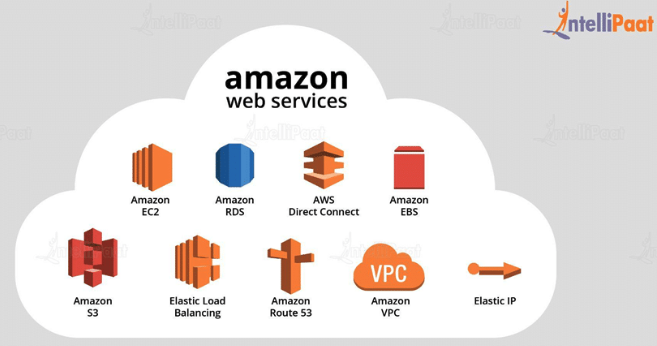 intelliPaat
amazon
web services
Amazon
EC2
Amazon
RDS
AWS
Direct Connect
Amazon
EBS
Amazon
S3
Elastic Load
Balancing
Amazon
Route 53
VPC
Amazon
VPC
Elastic IP